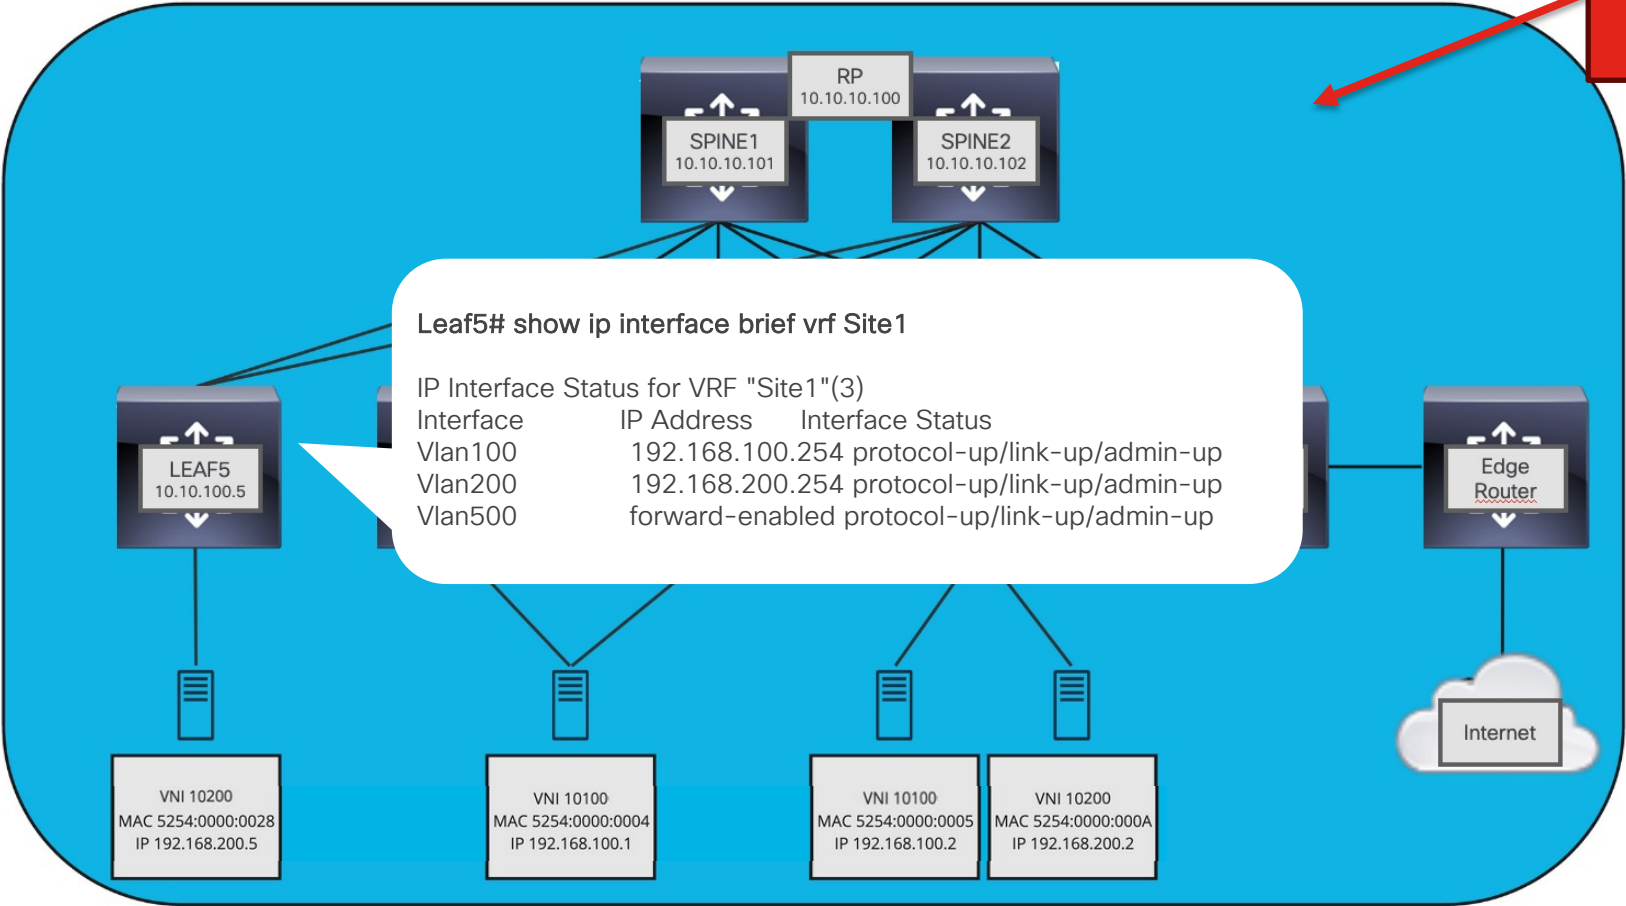 RP
10.10.10.100
SPINE1
10.10.10.101
SPINE2
10.10.10.102
Leaf5# show ip interface brief vrf Site1
IP Interface Status for VRF "Site1"(3)
Interface IP Address Interface Status
Vlan100 192.168.100.254 protocol-up/link-up/admin-up
Vlan200 192.168.200.254 protocol-up/link-up/admin-up
Vlan500 forward-enabled protocol-up/link-up/admin-up
LEAF5
10.10.100.5
Edge
Router
Internet
VNI 10200
MAC 5254:0000:0028
IP 192.168.200.5
VNI 10100
MAC 5254:0000:0004
IP 192.168.100.1
VNI 10100
MAC 5254:0000:0005
IP 192.168.100.2
VNI 10200
MAC 5254:0000:000A
IP 192.168.200.2